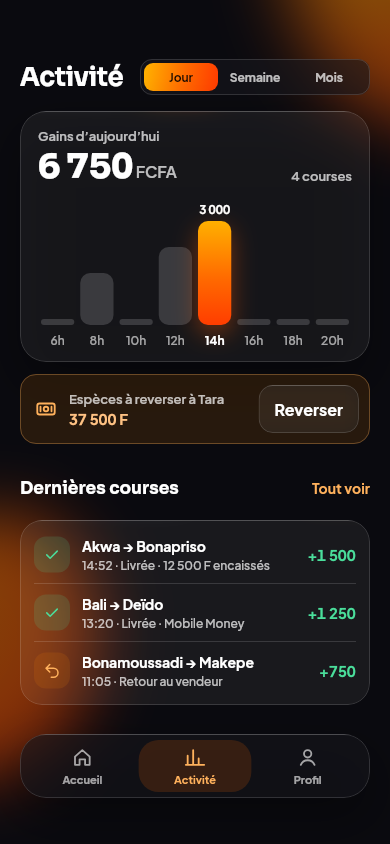 Activité
Jour
Semaine
Mois
Gains d’aujourd’hui
6 750 FCFA
4 courses
3 000
6h 8h 10h 12h 14h 16h 18h 20h
Espèces à reverser à Tara
37 500 F
Reverser
Dernières courses
Tout voir
Akwa → Bonapriso
14:52 · Livrée · 12 500 F encaissés
+1 500
Bali → Deïdo
13:20 · Livrée · Mobile Money
+1 250
Bonamoussadi → Makepe
11:05 · Retour au vendeur
+750
Accueil
Activité
Profil